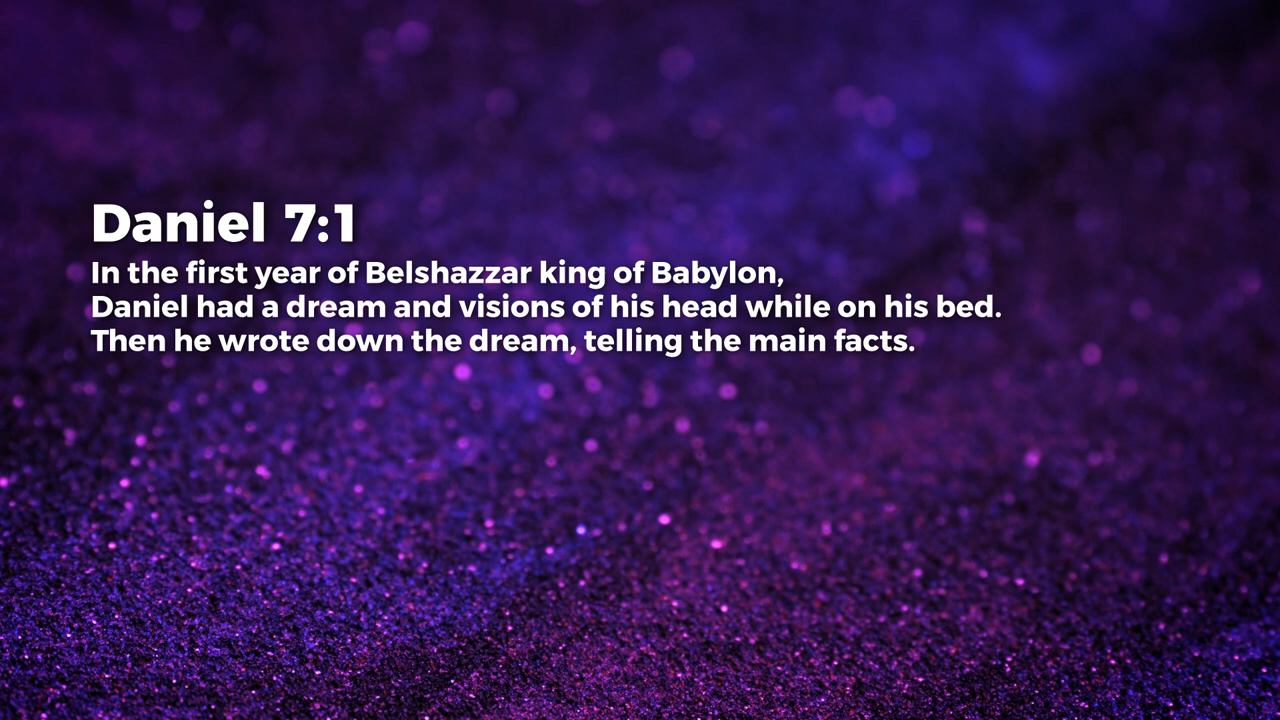 Daniel 7:1
In the first year of Belshazzar king of Babylon,
Daniel had a dream and visions of his head while on his bed.
Then he wrote down the dream, telling the main facts.